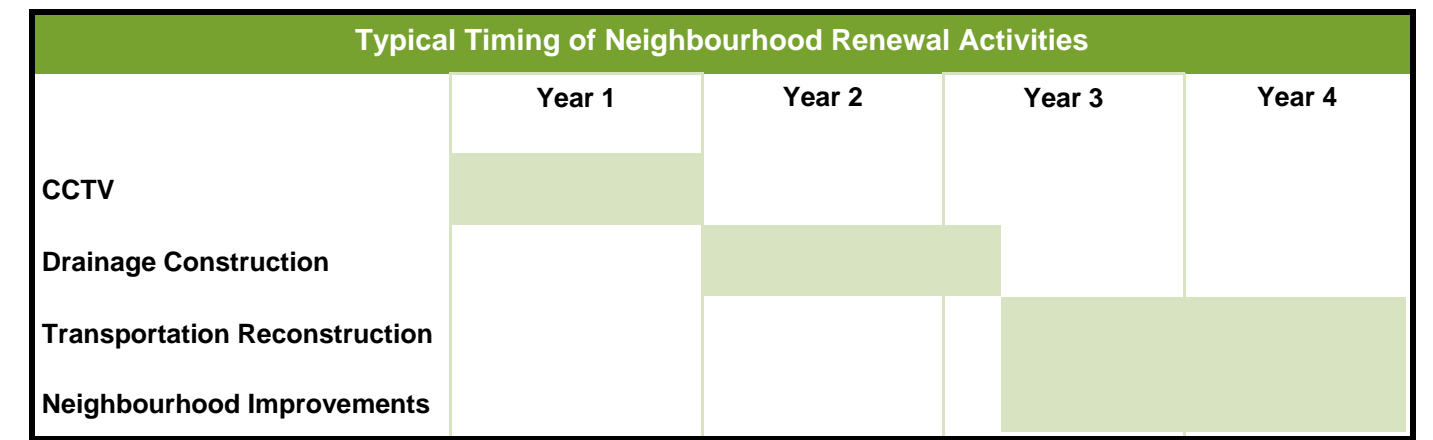 Typical Timing of Neighbourhood Renewal Activities
Year 1 Year 2 Year 3 Year 4
CCTV
Drainage Construction
Transportation Reconstruction
Neighbourhood Improvements